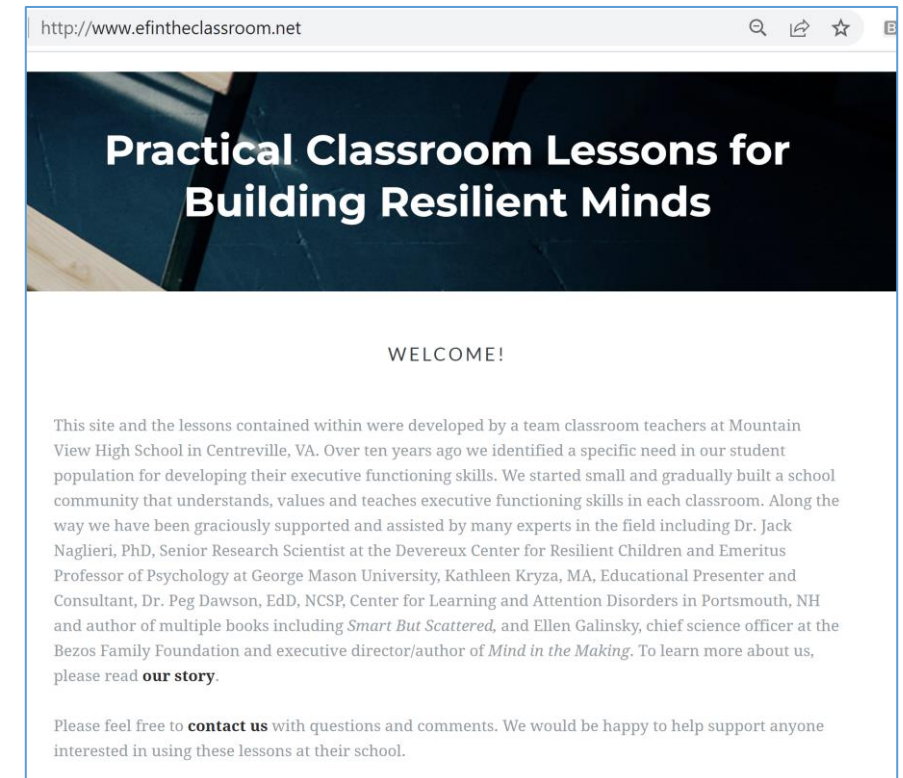 http://www.efintheclassroom.net
Practical Classroom Lessons for
Building Resilient Minds
WELCOME!
This site and the lessons contained within were developed by a team classroom teachers at Mountain
View High School in Centreville, VA. Over ten years ago we identified a specific need in our student
population for developing their executive functioning skills. We started small and gradually built a school
community that understands, values and teaches executive functioning skills in each classroom. Along the
way we have been graciously supported and assisted by many experts in the field including Dr. Jack
Naglieri, PhD, Senior Research Scientist at the Devereux Center for Resilient Children and Emeritus
Professor of Psychology at George Mason University, Kathleen Kryza, MA, Educational Presenter and
Consultant, Dr. Peg Dawson, EdD, NCSP, Center for Learning and Attention Disorders in Portsmouth, NH
and author of multiple books including Smart But Scattered, and Ellen Galinsky, chief science officer at the
Bezos Family Foundation and executive director/author of Mind in the Making. To learn more about us,
please read our story.
Please feel free to contact us with questions and comments. We would be happy to help support anyone
interested in using these lessons at their school.